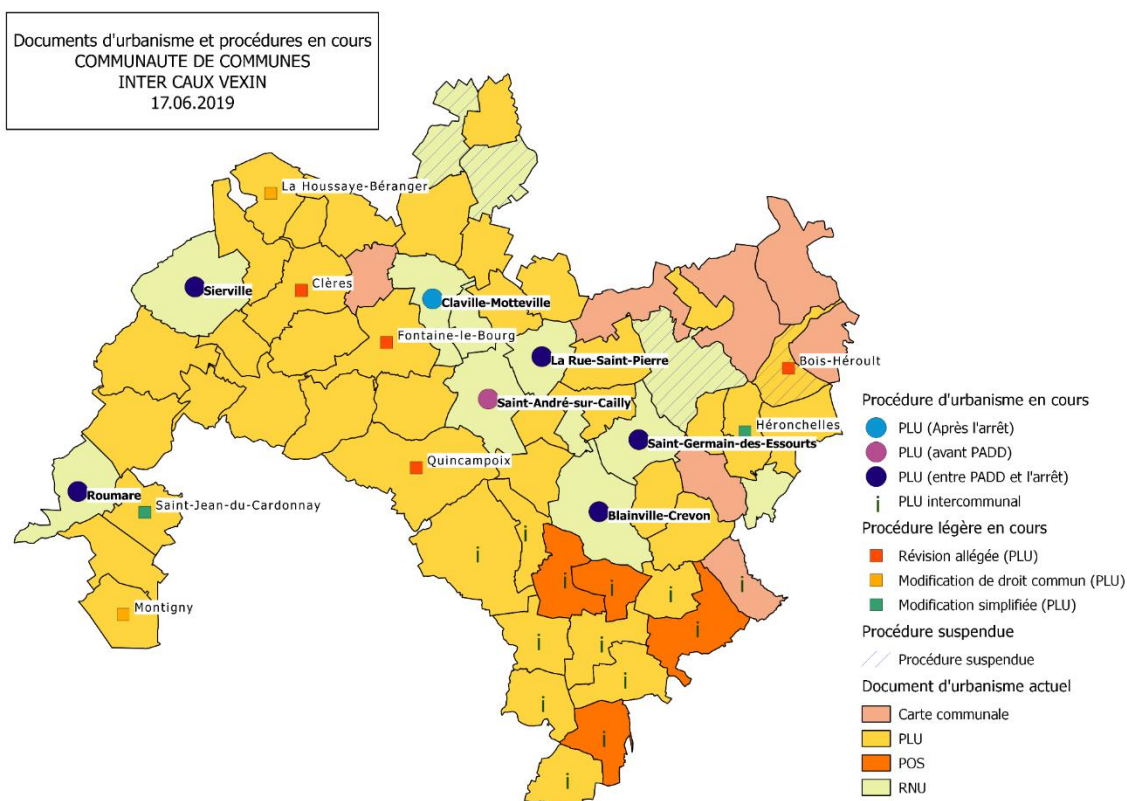 Documents d'urbanisme et procédures en cours
COMMUNAUTE DE COMMUNES
INTER CAUX VEXIN
17.06.2019
La Houssaye-Béranger
Sierville
Clères
Claville-Motteville
Fontaine-le-Bourg
La Rue-Saint-Pierre
Bois-Héroult
Saint-André-sur-Cailly
Héronchelles
Saint-Germain-des-Essourts
Quincampoix
Roumare
Saint-Jean-du-Cardonnay
Blainville-Crevon
Montigny
i
i
i
i
i
i
i
i
i
i
i
i
i
Procédure d'urbanisme en cours
PLU (Après l'arrêt)
PLU (avant PADD)
PLU (entre PADD et l'arrêt)
i PLU intercommunal
Procédure légère en cours
Révision allégée (PLU)
Modification de droit commun (PLU)
Modification simplifiée (PLU)
Procédure suspendue
Procédure suspendue
Document d'urbanisme actuel
Carte communale
PLU
POS
RNU